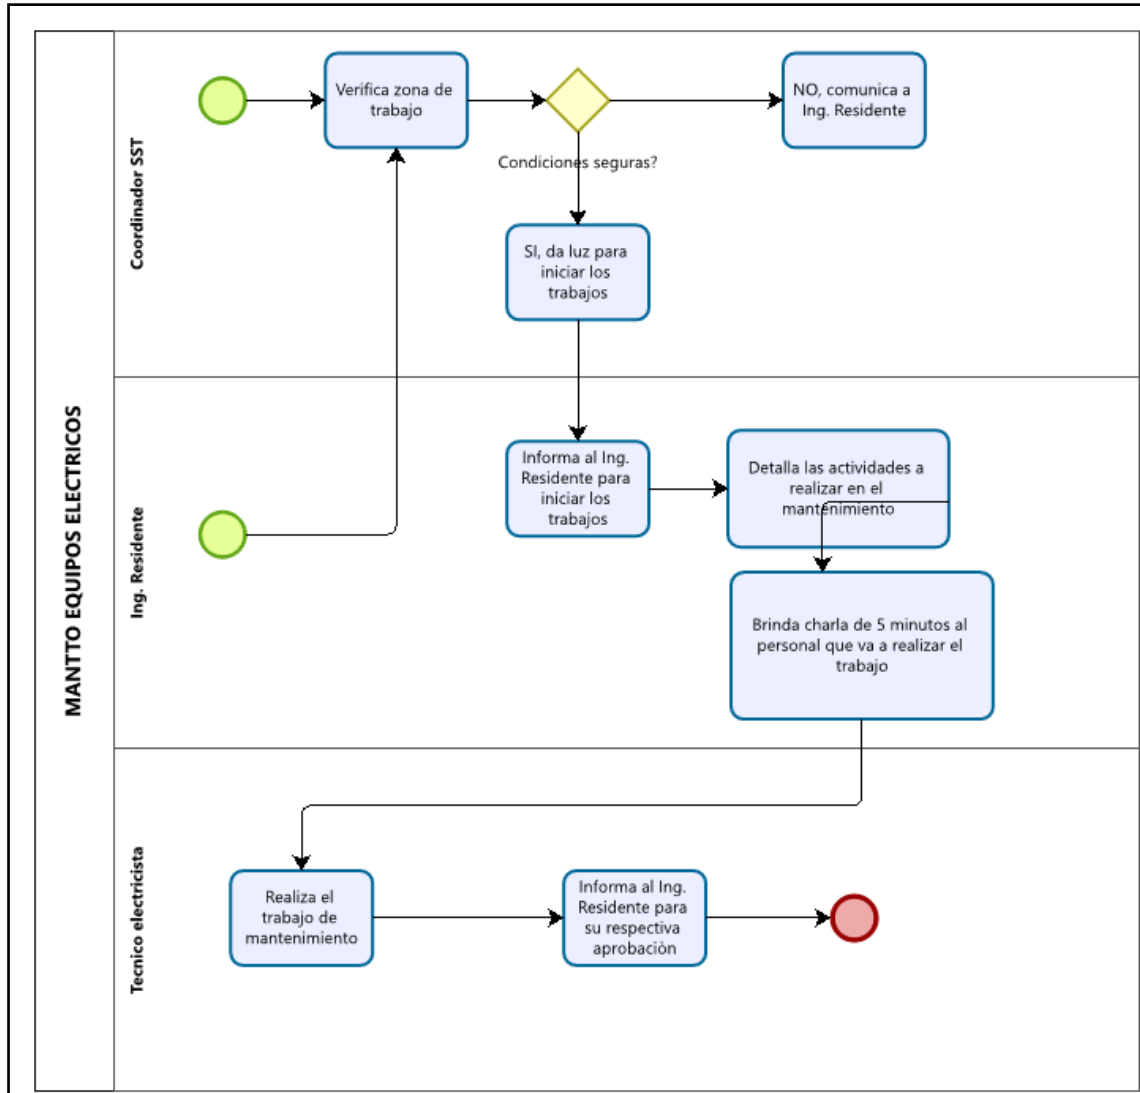 MANTTO EQUIPOS ELECTRICOS
Coordinador SST
Verifica zona de
trabajo
Condiciones seguras?
NO, comunica a
Ing. Residente
SI, da luz para
iniciar los
trabajos
Ing. Residente
Informa al Ing.
Residente para
iniciar los
trabajos
Detalla las actividades a
realizar en el
mantenimiento
Brinda charla de 5 minutos al
personal que va a realizar el
trabajo
Tecnico electricista
Realiza el
trabajo de
mantenimiento
Informa al Ing.
Residente para
su respectiva
aprobaciòn